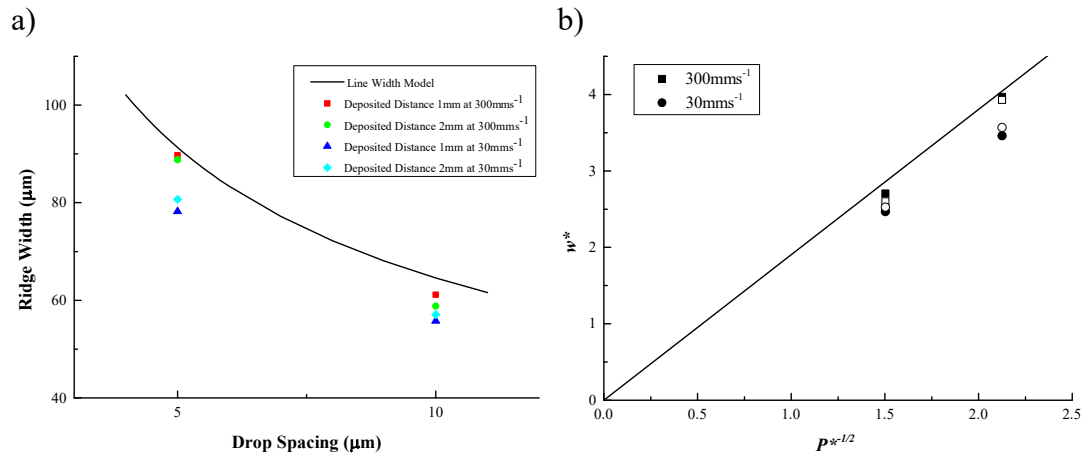 a)
Ridge Width (μm)
100
80
60
40
5
10
Drop Spacing (μm)
Line Width Model
Deposited Distance 1mm at 300mms⁻¹
Deposited Distance 2mm at 300mms⁻¹
Deposited Distance 1mm at 30mms⁻¹
Deposited Distance 2mm at 30mms⁻¹
b)
w*
4
3
2
1
0
0.0
0.5
1.0
1.5
2.0
2.5
P*⁻¹/²
300mms⁻¹
30mms⁻¹